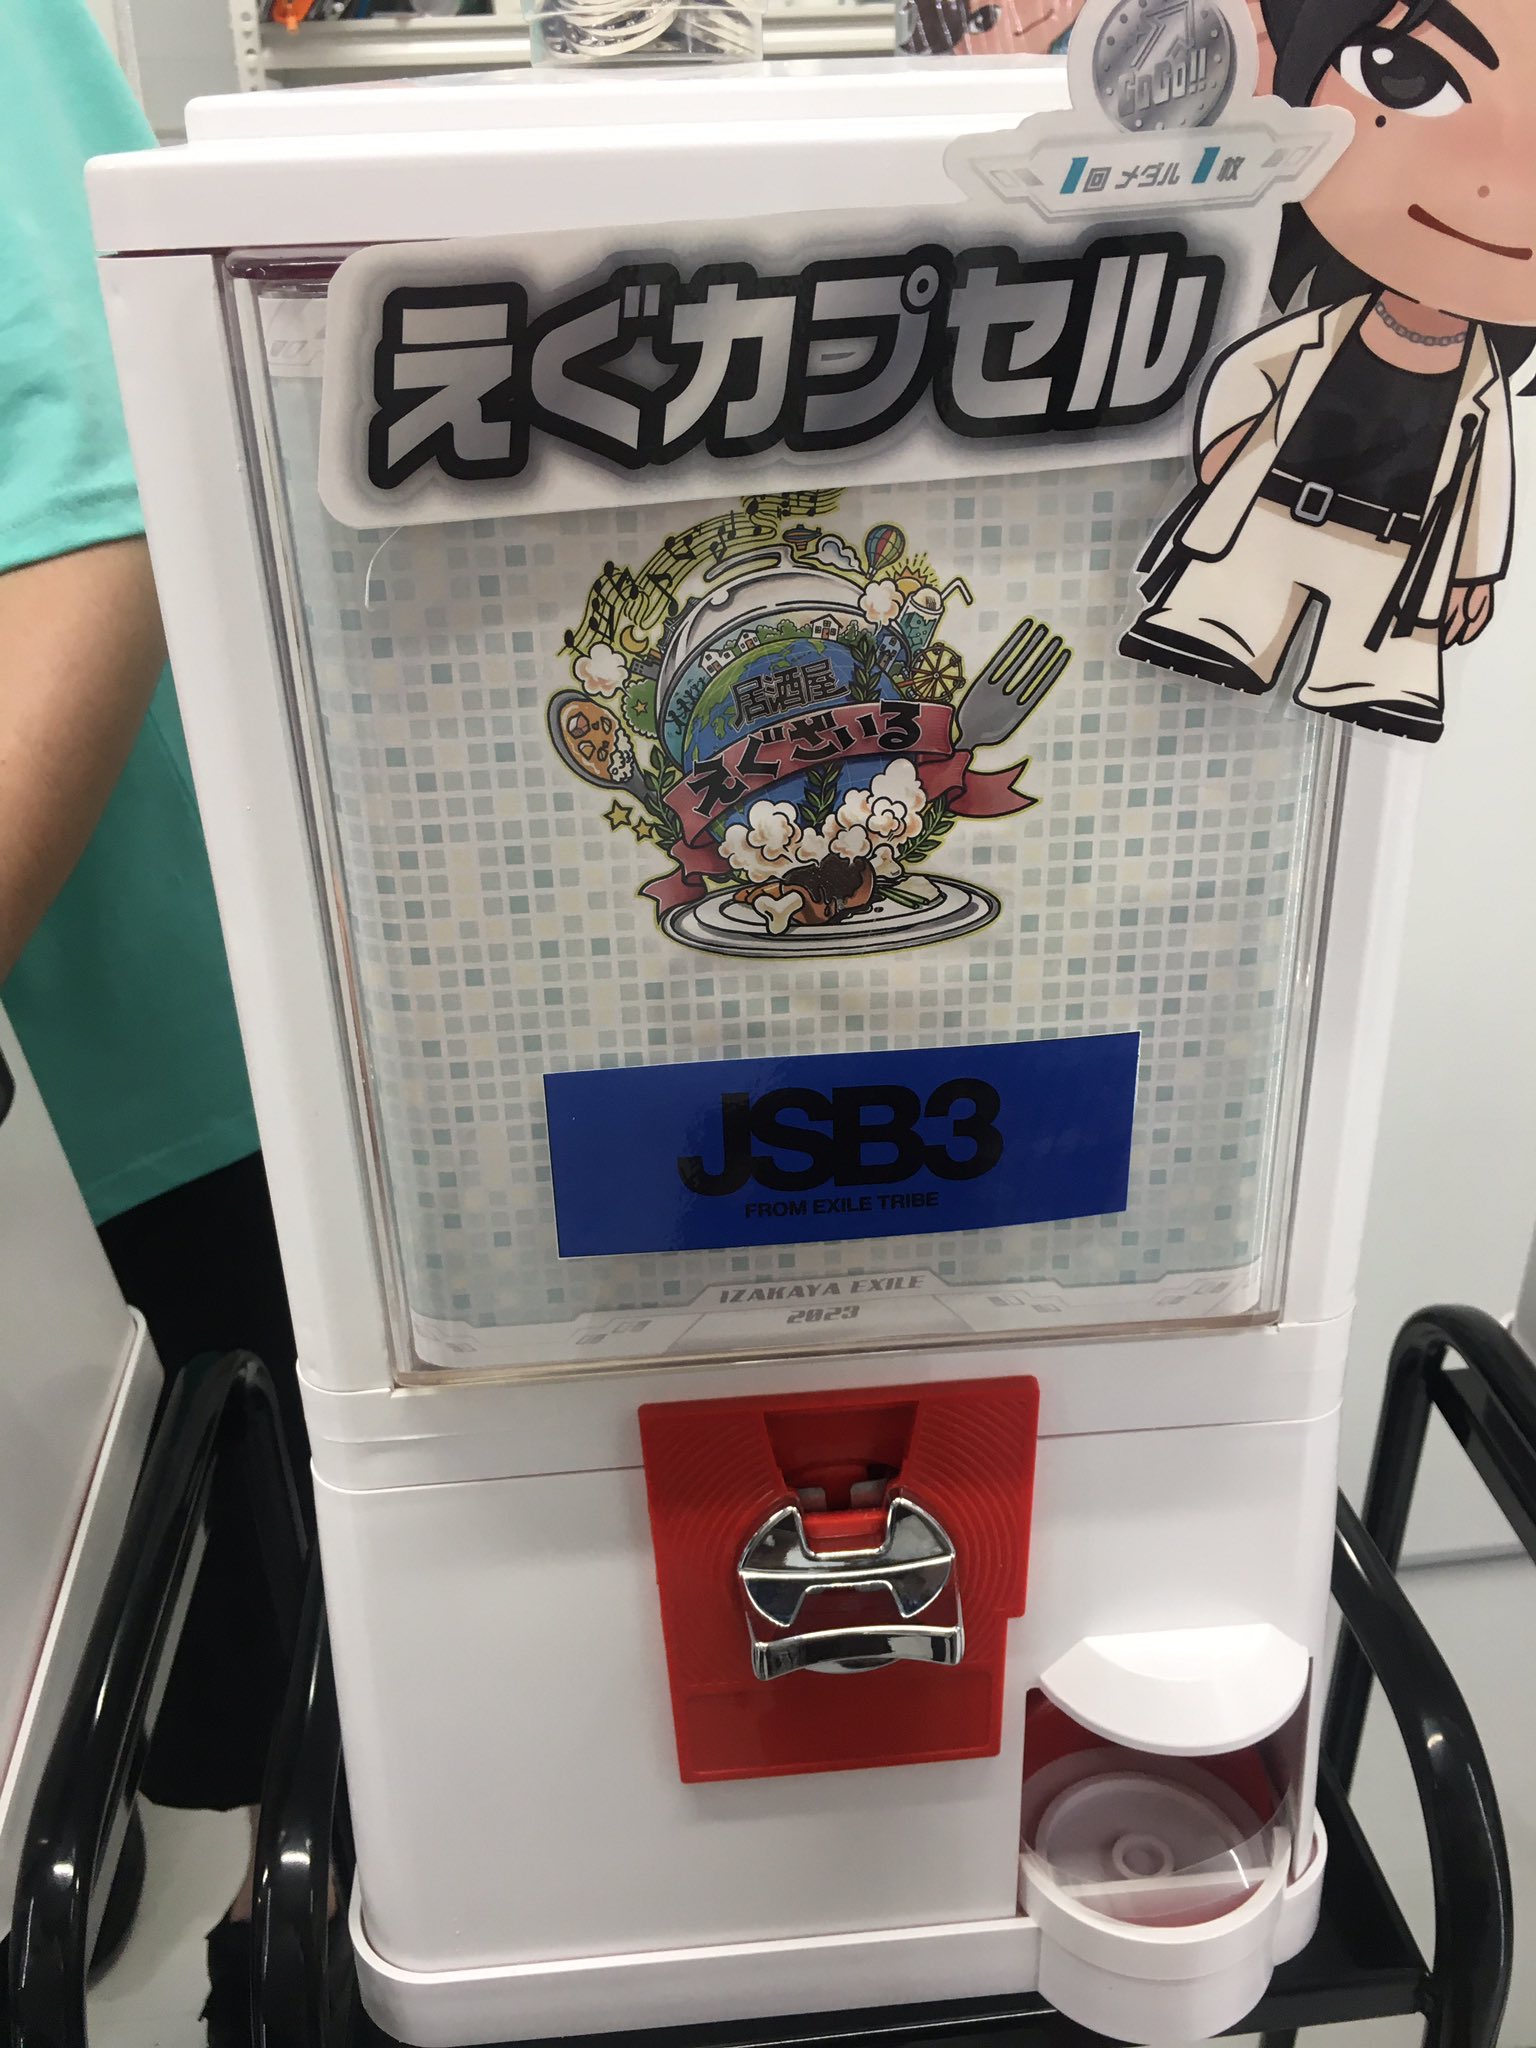 GOGO!!
1回 メダル 1枚
えぐカプセル
居酒屋
えぐざいる
JSB3
FROM EXILE TRIBE
IZAKAYA EXILE
2023